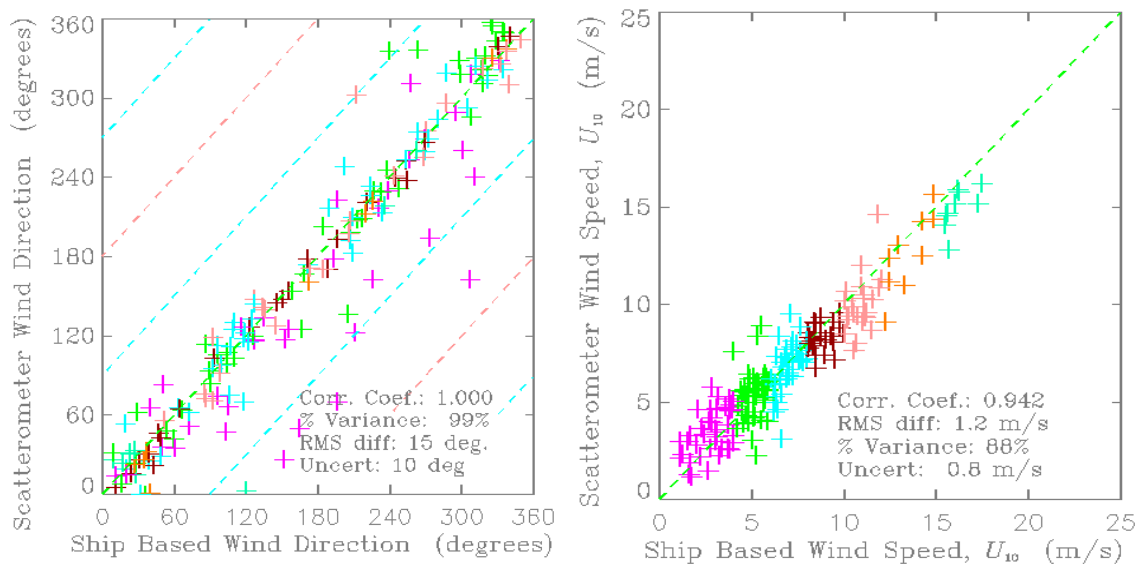 Scatterometer Wind Direction (degrees)
360
300
240
180
120
60
0
Corr. Coef.: 1.000
% Variance: 99%
RMS diff: 15 deg.
Uncert: 10 deg
0 60 120 180 240 300 360
Ship Based Wind Direction (degrees)
Scatterometer Wind Speed, U₁₀ (m/s)
25
20
15
10
5
0
Corr. Coef.: 0.942
RMS diff: 1.2 m/s
% Variance: 88%
Uncert: 0.8 m/s
0 5 10 15 20 25
Ship Based Wind Speed, U₁₀ (m/s)